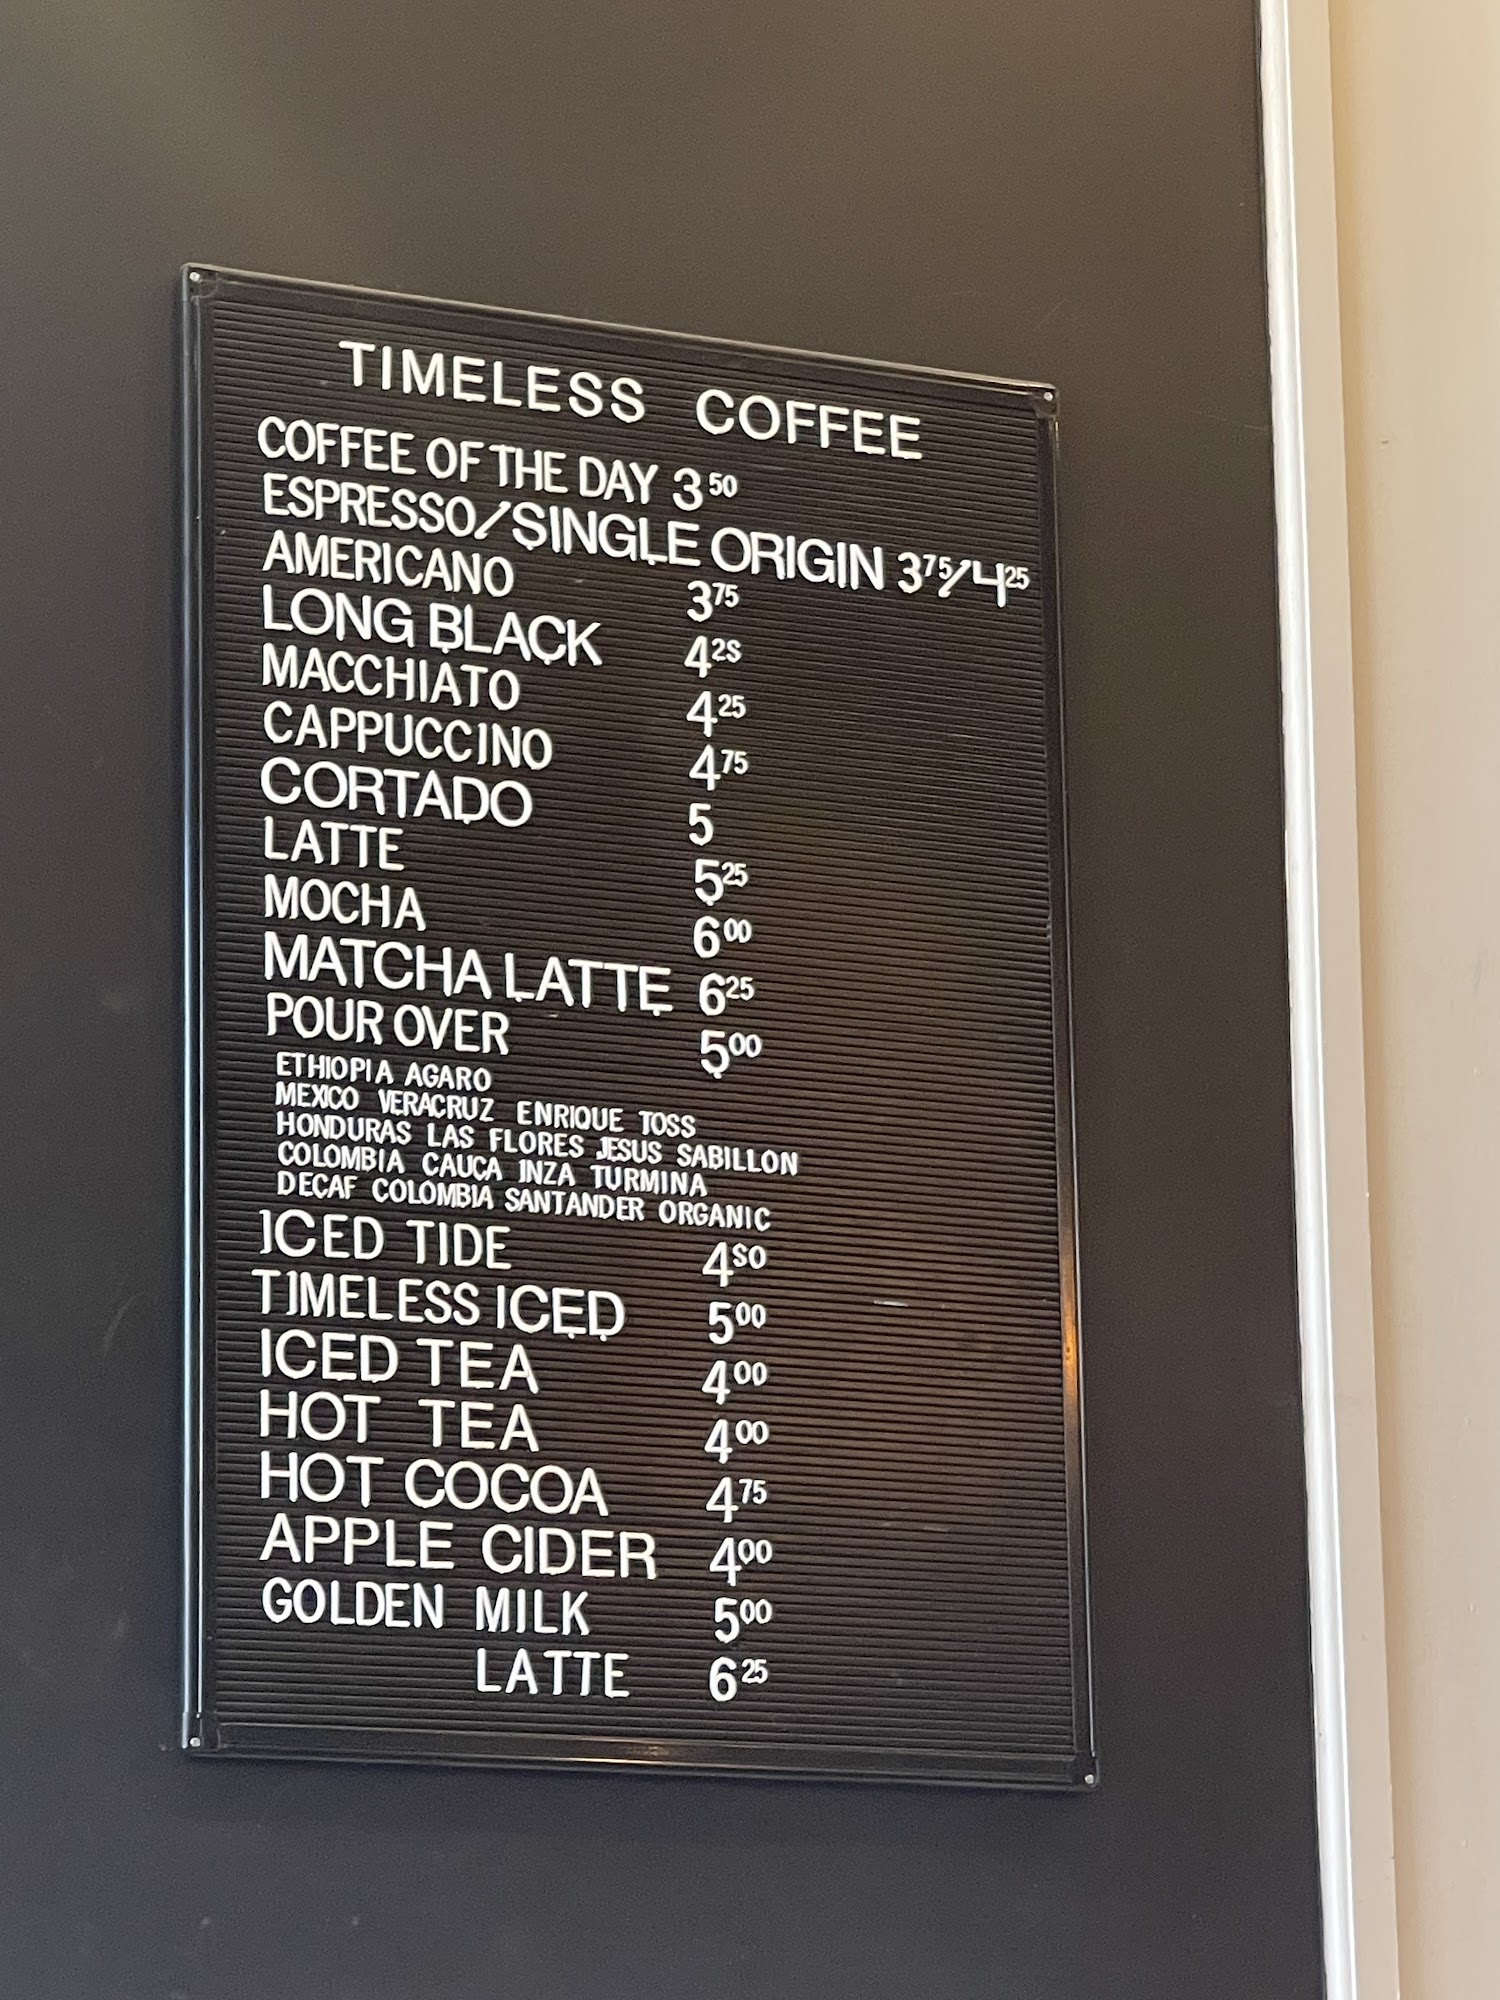 TIMELESS COFFEE
COFFEE OF THE DAY 3 50
ESPRESSO/SINGLE ORIGIN 3 75/4 25
AMERICANO 3 75
LONG BLACK 4 2S
MACCHIATO 4 25
CAPPUCCINO 4 75
CORTADO 5
LATTE 5 25
MOCHA 6 00
MATCHA LATTE 6 25
POUR OVER 5 00
ETHIOPIA AGARO
MEXICO VERACRUZ ENRIQUE TOSS
HONDURAS LAS FLORES JESUS SABILLON
COLOMBIA CAUCA INZA TURMINA
DECAF COLOMBIA SANTANDER ORGANIC
ICED TIDE 4 SO
TIMELESS ICED 5 00
ICED TEA 4 00
HOT TEA 4 00
HOT COCOA 4 75
APPLE CIDER 4 00
GOLDEN MILK 5 00
LATTE 6 25